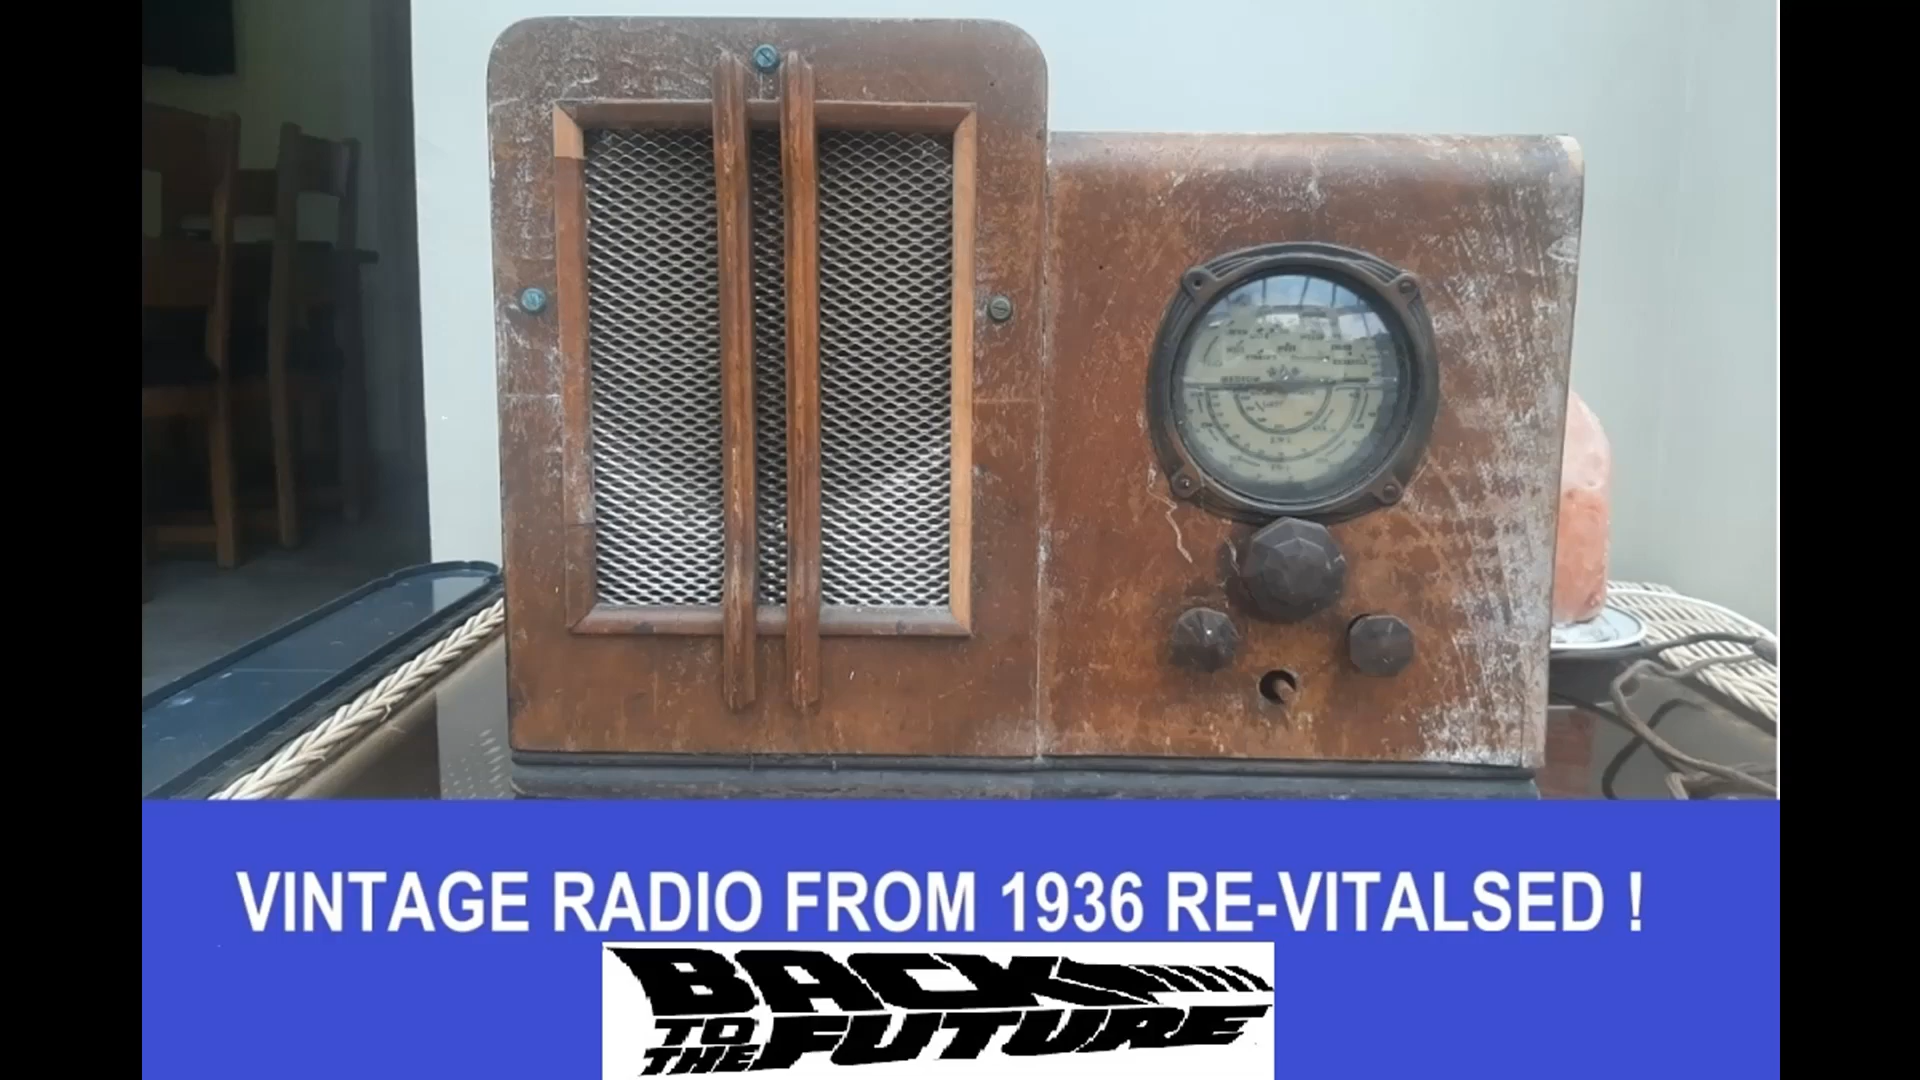 VINTAGE RADIO FROM 1936 RE-VITALSED !
BACK
TO THE FUTURE